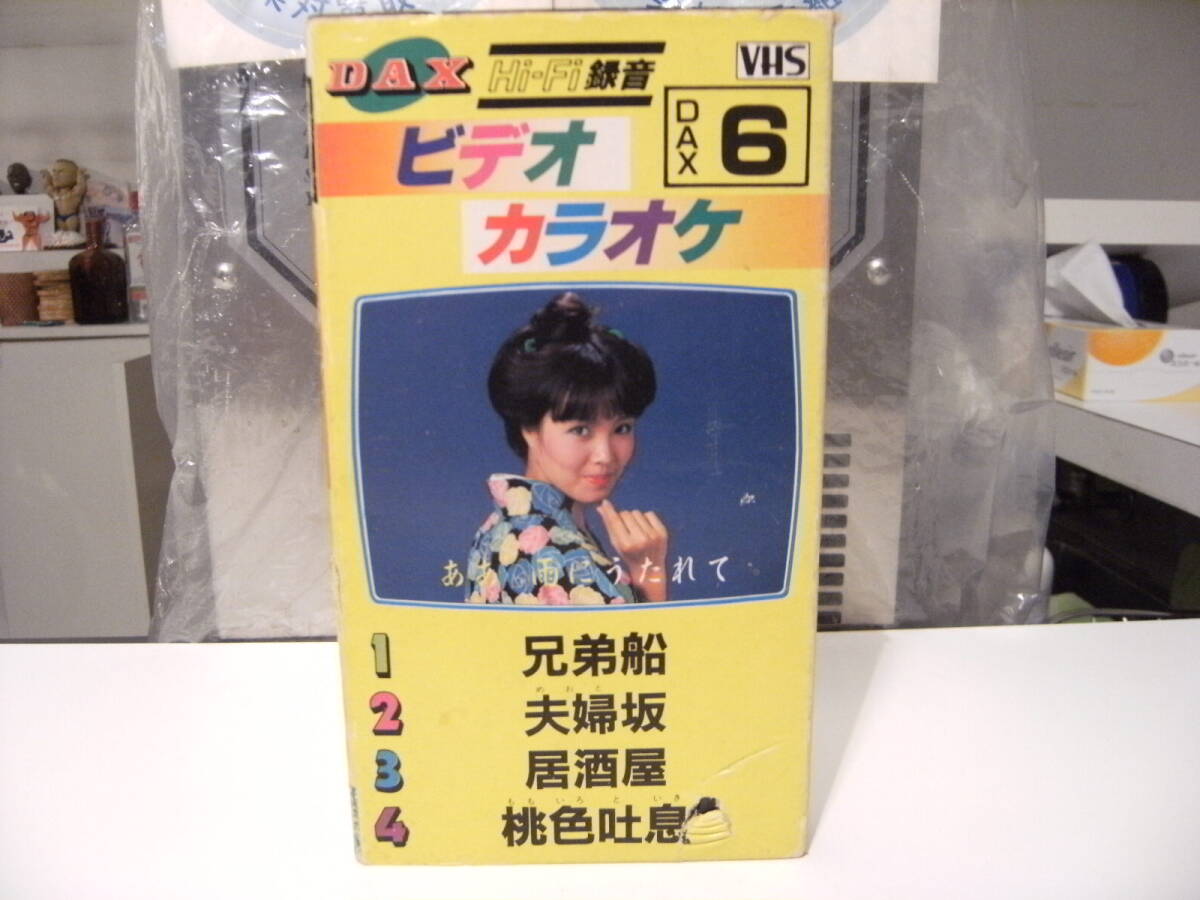 DAX Hi-Fi録音 VHS
DAX 6
ビデオ
カラオケ
ああ 雨にうたれて
1 兄弟船
めおと
2 夫婦坂
3 居酒屋
ももいろといき
4 桃色吐息